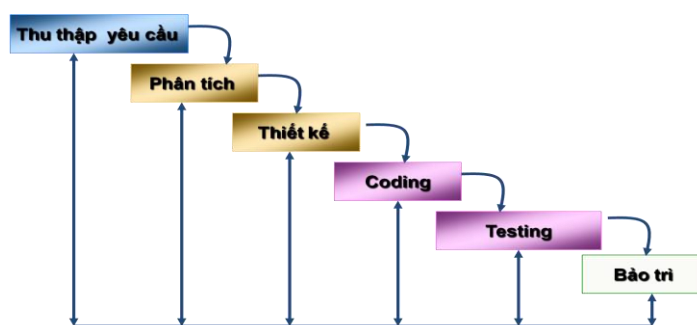 Thu thập yêu cầu
Phân tích
Thiết kế
Coding
Testing
Bảo trì